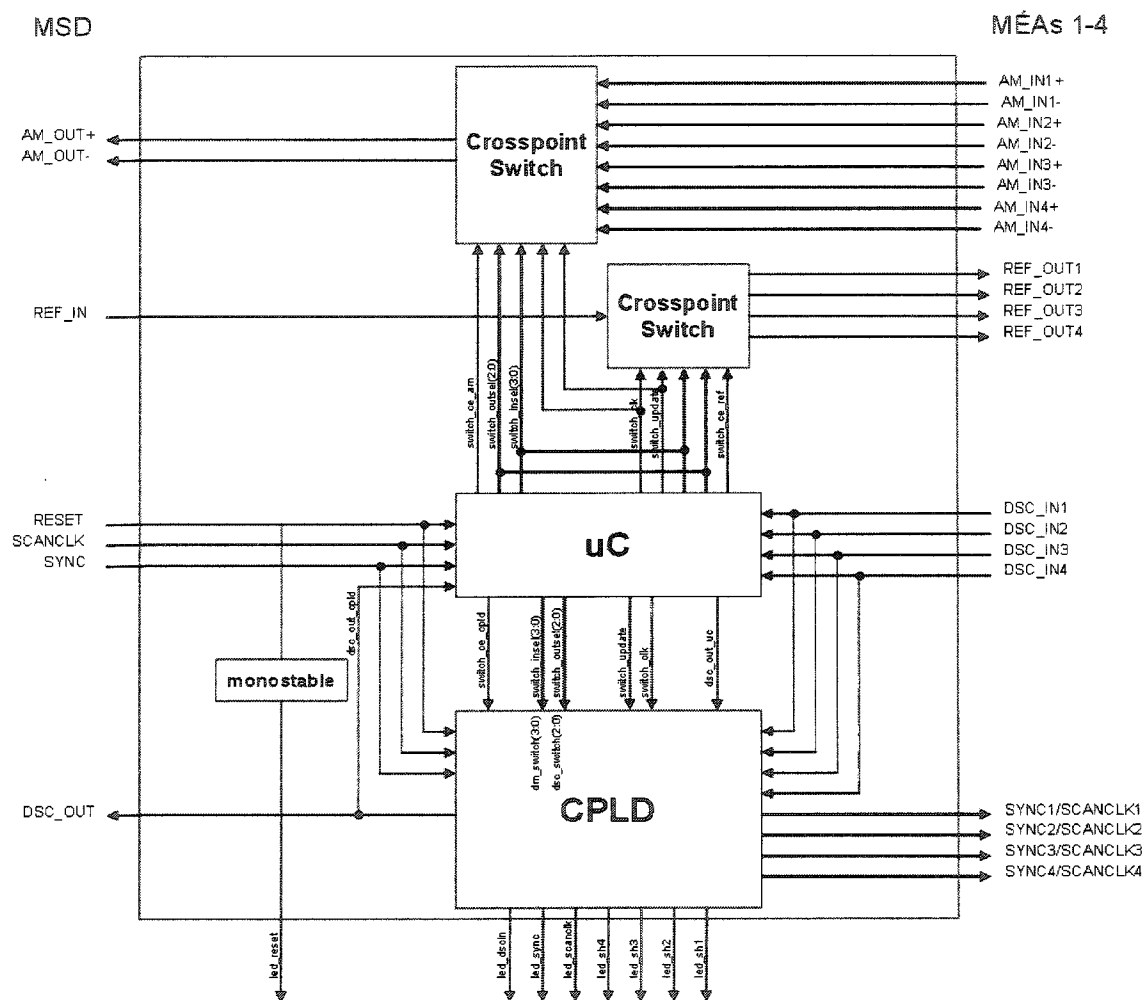 MSD
MÉAs 1-4
AM_IN1+
AM_IN1-
AM_IN2+
AM_IN2-
AM_IN3+
AM_IN3-
AM_IN4+
AM_IN4-
AM_OUT+
AM_OUT-
Crosspoint
Switch
REF_IN
Crosspoint
Switch
REF_OUT1
REF_OUT2
REF_OUT3
REF_OUT4
switch_ce_am
switch_outsel(2:0)
switch_insel(3:0)
switch_clk
switch_update
switch_ce_ref
RESET
SCANCLK
SYNC
uC
DSC_IN1
DSC_IN2
DSC_IN3
DSC_IN4
dsc_out_cpld
switch_ce_cpld
switch_insel(3:0)
switch_outsel(2:0)
switch_update
switch_clk
dsc_out_uc
monostable
dm_switch(3:0)
dsc_switch(2:0)
CPLD
DSC_OUT
SYNC1/SCANCLK1
SYNC2/SCANCLK2
SYNC3/SCANCLK3
SYNC4/SCANCLK4
led_reset
led_dscin
led_sync
led_scanclk
led_sh4
led_sh3
led_sh2
led_sh1